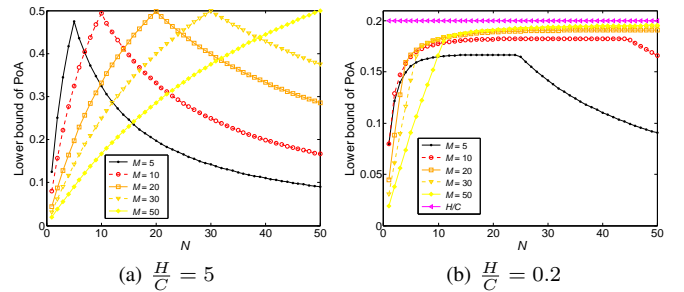 Lower bound of PoA
0.5
0.4
0.3
0.2
0.1
0
0 10 20 30 40 50
N
M = 5
M = 10
M = 20
M = 30
M = 50
(a) H/C = 5
Lower bound of PoA
0.2
0.15
0.1
0.05
0
0 10 20 30 40 50
N
M = 5
M = 10
M = 20
M = 30
M = 50
H/C
(b) H/C = 0.2